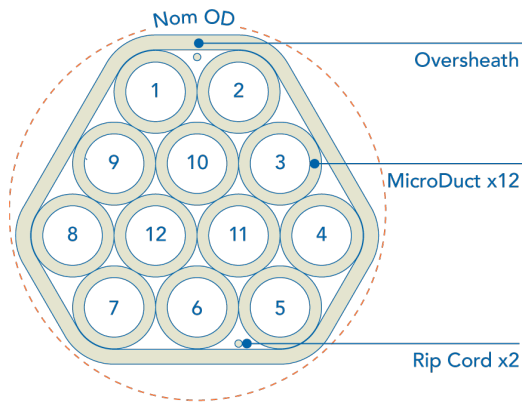 Nom OD
Oversheath
1 2
9 10 3
MicroDuct x12
8 12 11 4
7 6 5
Rip Cord x2